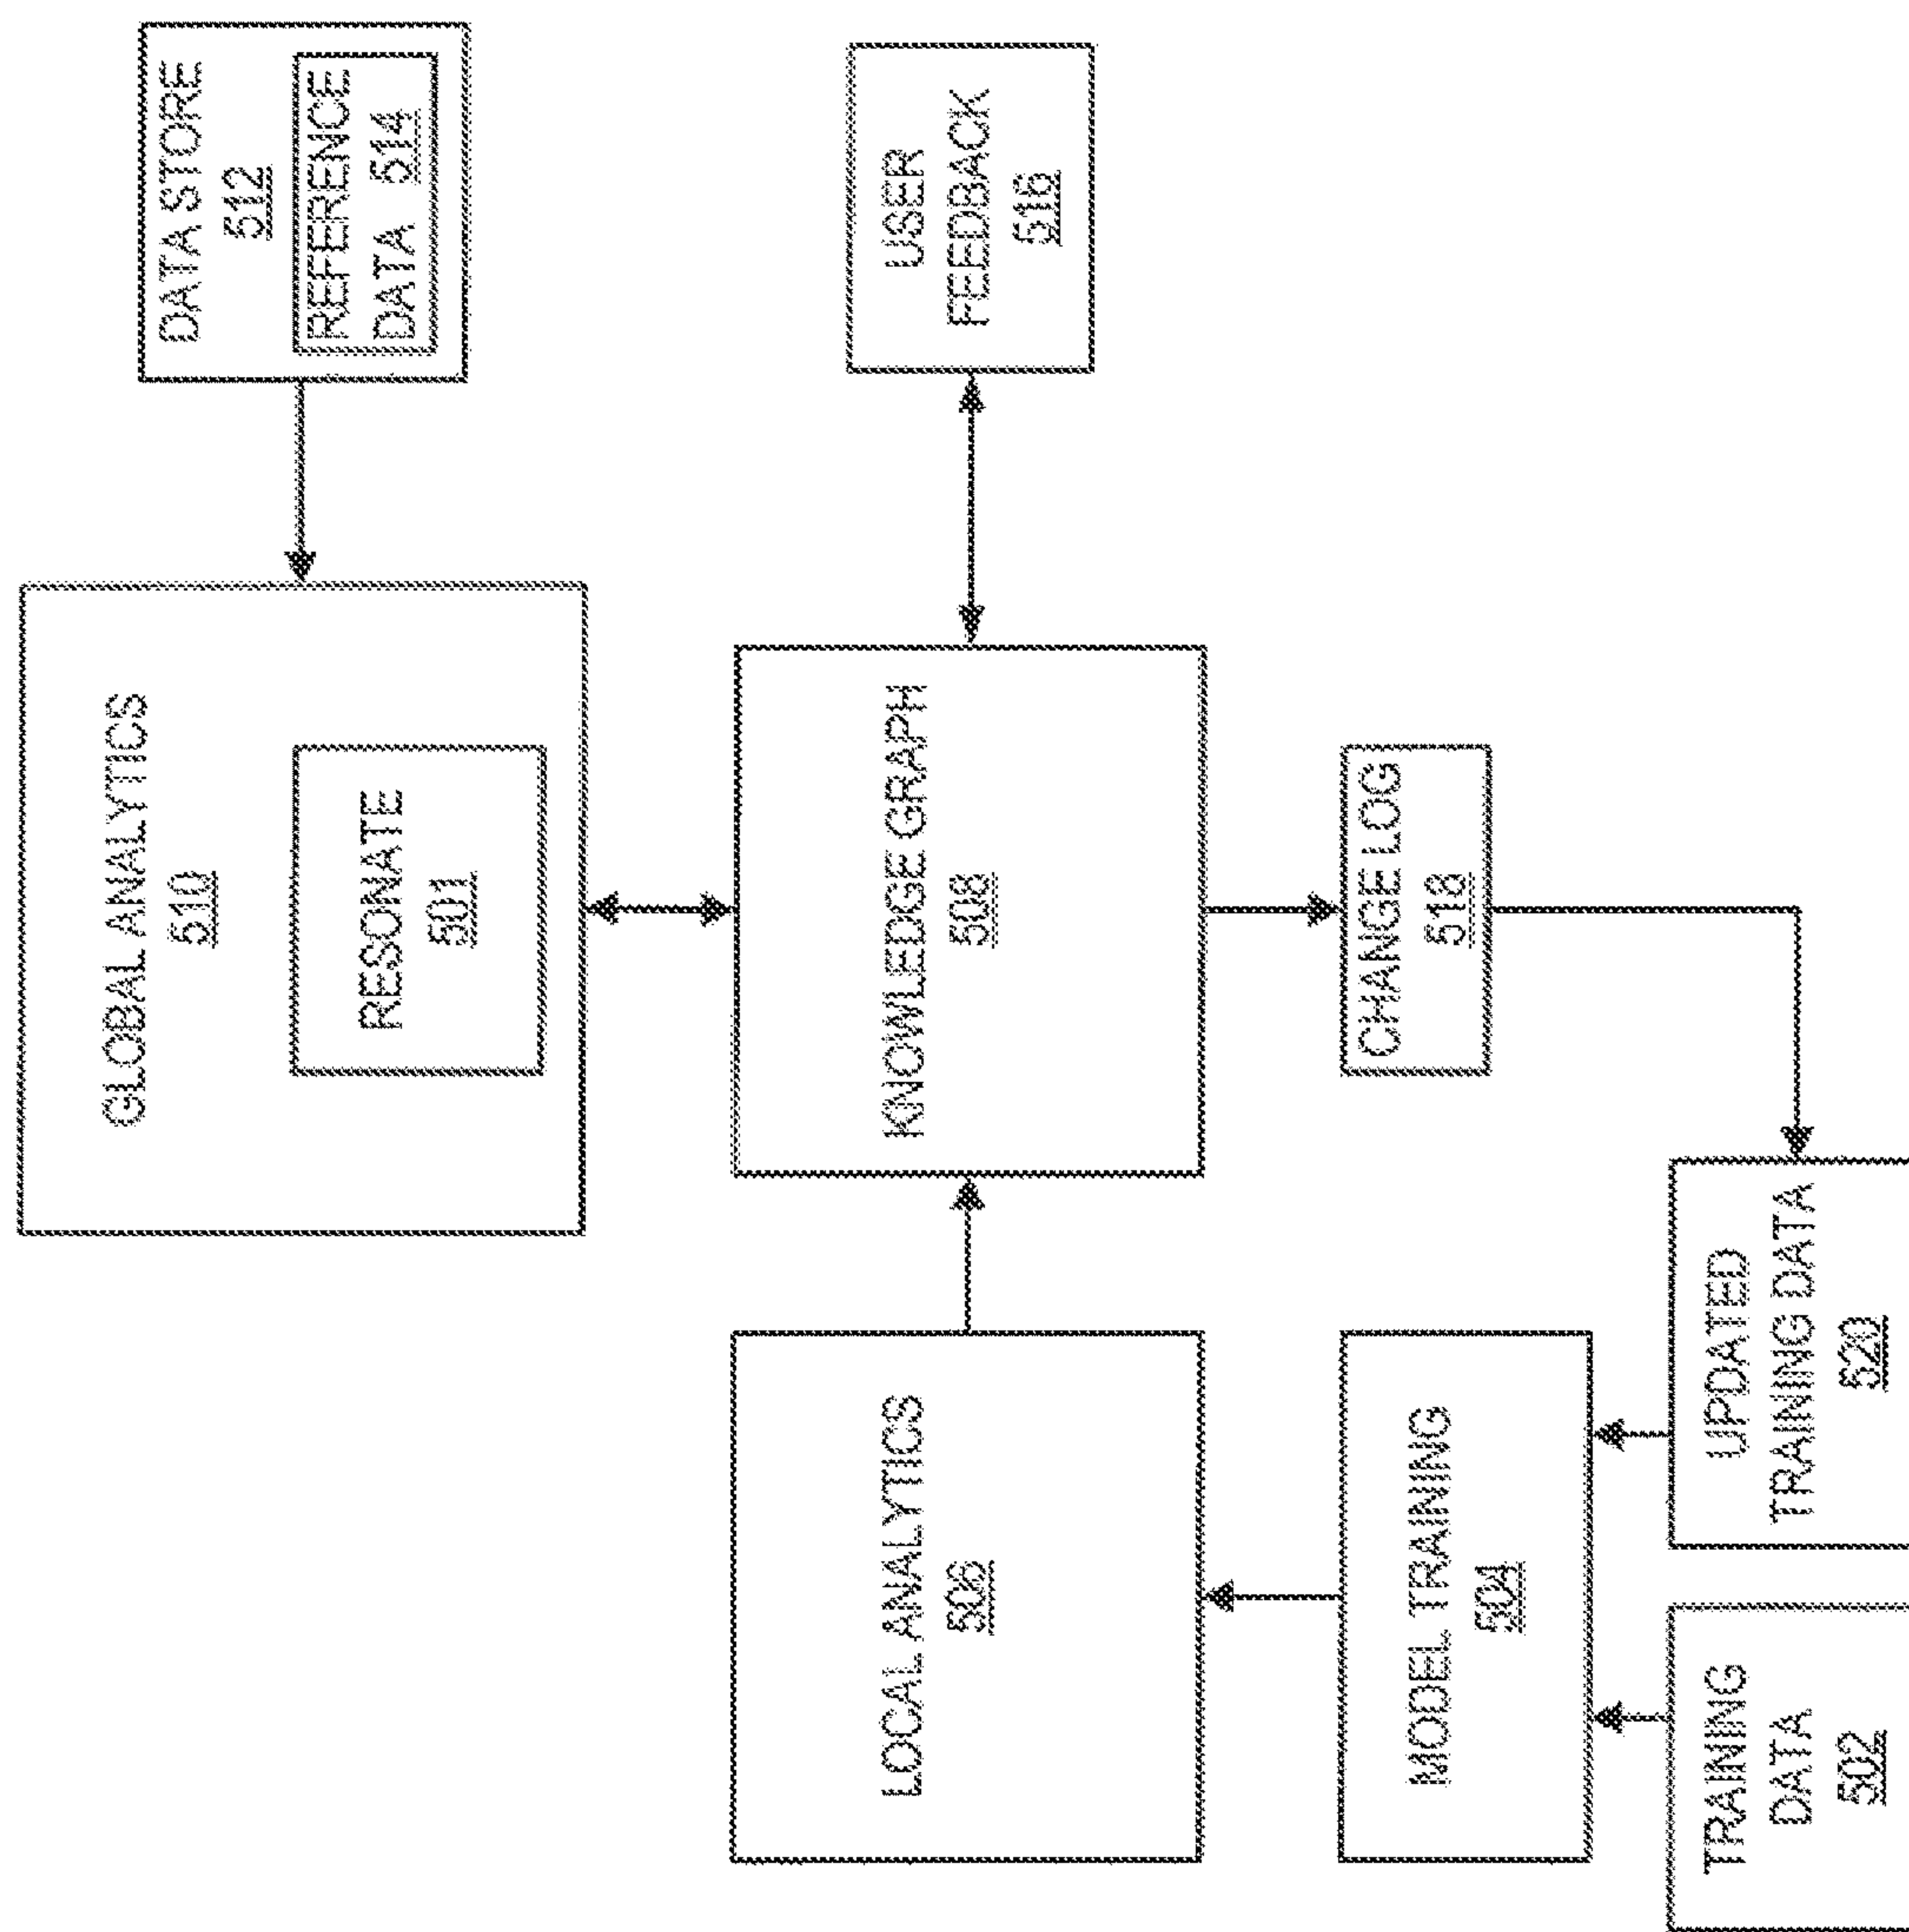 GLOBAL ANALYTICS
510
RESONATE
501
DATA STORE
512
REFERENCE
DATA 514
LOCAL ANALYTICS
506
KNOWLEDGE GRAPH
508
USER
FEEDBACK
516
MODEL TRAINING
504
CHANGE LOG
518
TRAINING
DATA
502
UPDATED
TRAINING DATA
520